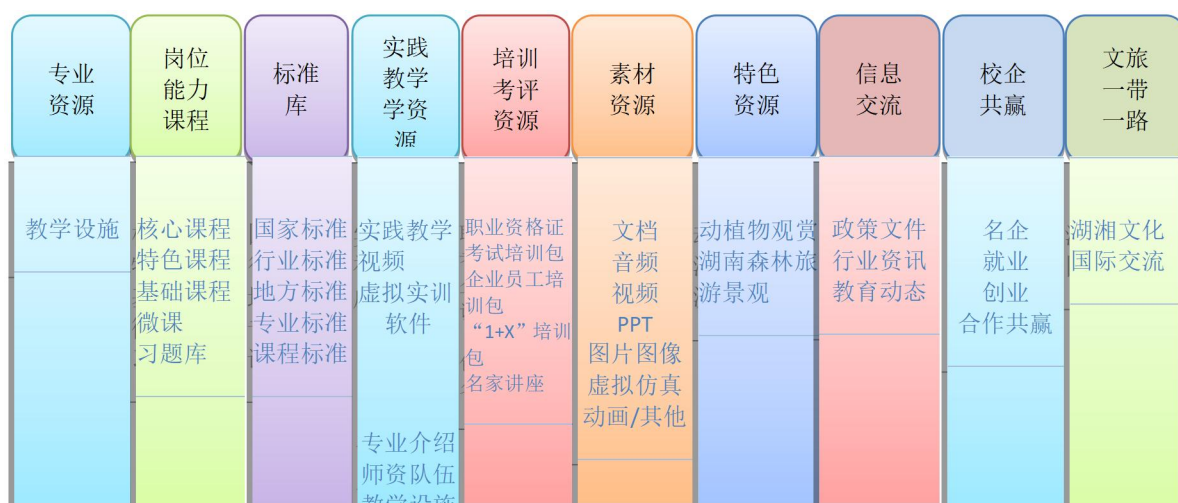 专业
资源
岗位
能力
课程
标准
库
实践
教学
学资
源
培训
考评
资源
素材
资源
特色
资源
信息
交流
校企
共赢
文旅
一带
一路
教学设施
核心课程
特色课程
基础课程
微课
习题库
国家标准
行业标准
地方标准
专业标准
课程标准
实践教学
视频
虚拟实训
软件
专业介绍
师资队伍
教学设施
职业资格证
考试培训包
企业员工培
训包
“1+X”培训
包
名家讲座
文档
音频
视频
PPT
图片图像
虚拟仿真
动画/其他
动植物观赏
湖南森林旅
游景观
政策文件
行业资讯
教育动态
名企
就业
创业
合作共赢
湖湘文化
国际交流